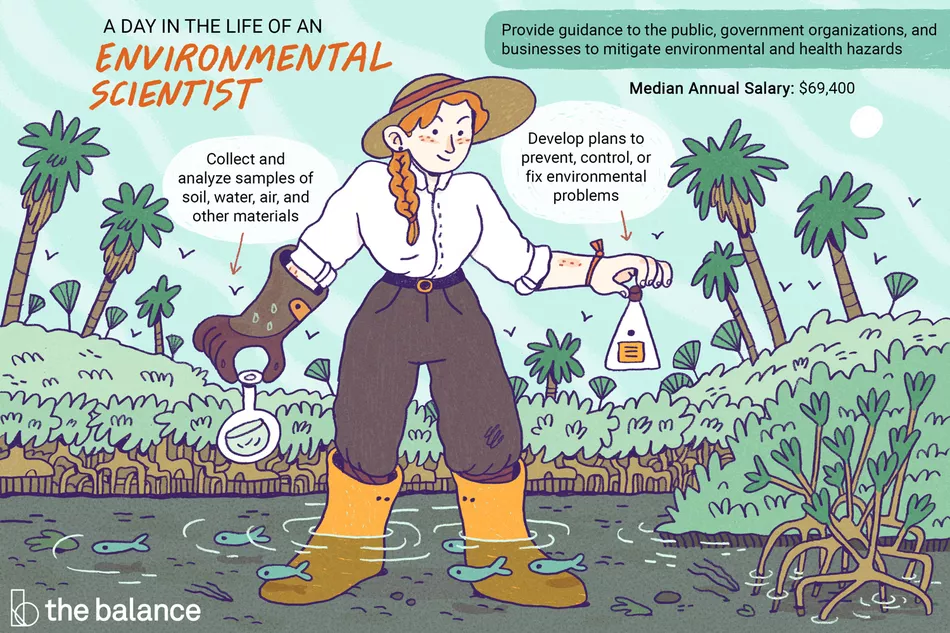 A DAY IN THE LIFE OF AN
ENVIRONMENTAL
SCIENTIST
Provide guidance to the public, government organizations, and
businesses to mitigate environmental and health hazards
Median Annual Salary: $69,400
Collect and
analyze samples of
soil, water, air, and
other materials
Develop plans to
prevent, control, or
fix environmental
problems
the balance